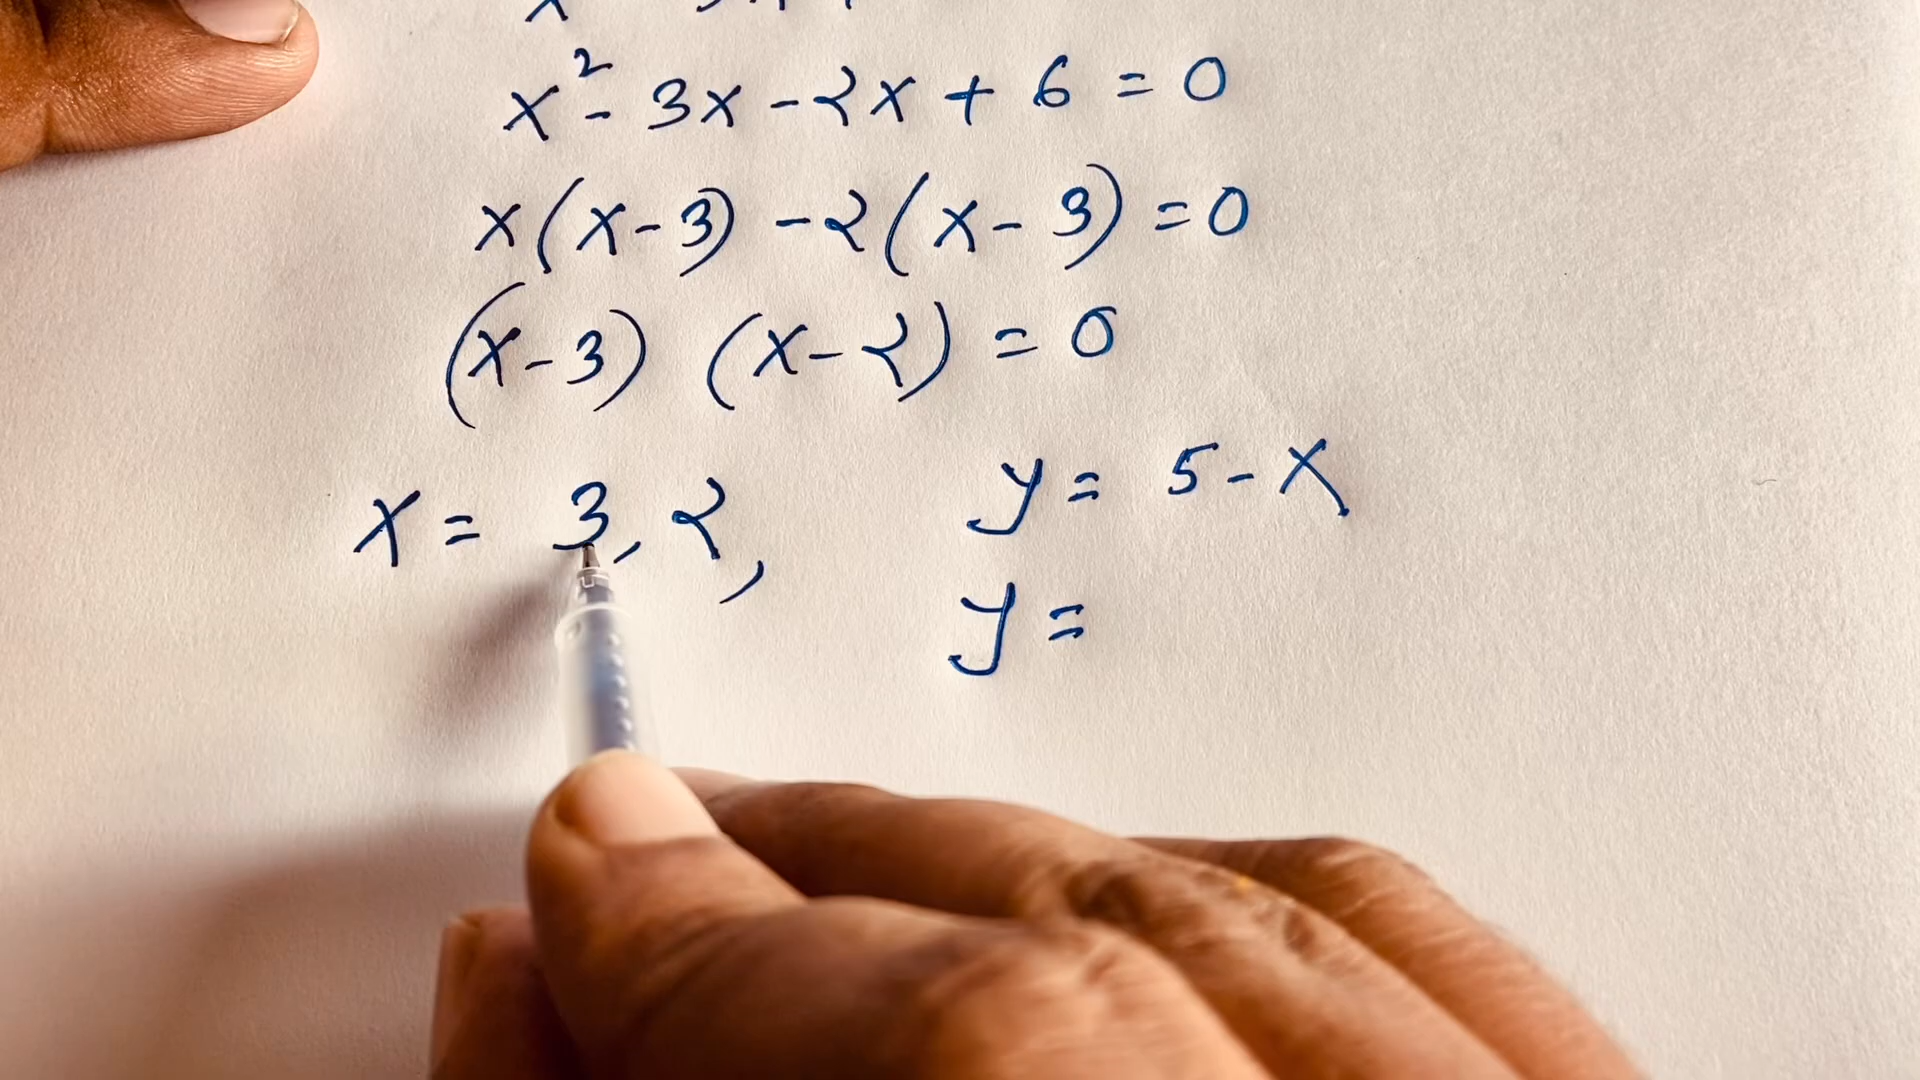 x² - 3x - 2x + 6 = 0
x(x-3) - 2(x-3) = 0
(x-3) (x-2) = 0
x = 3, 2, y = 5 - x
y =